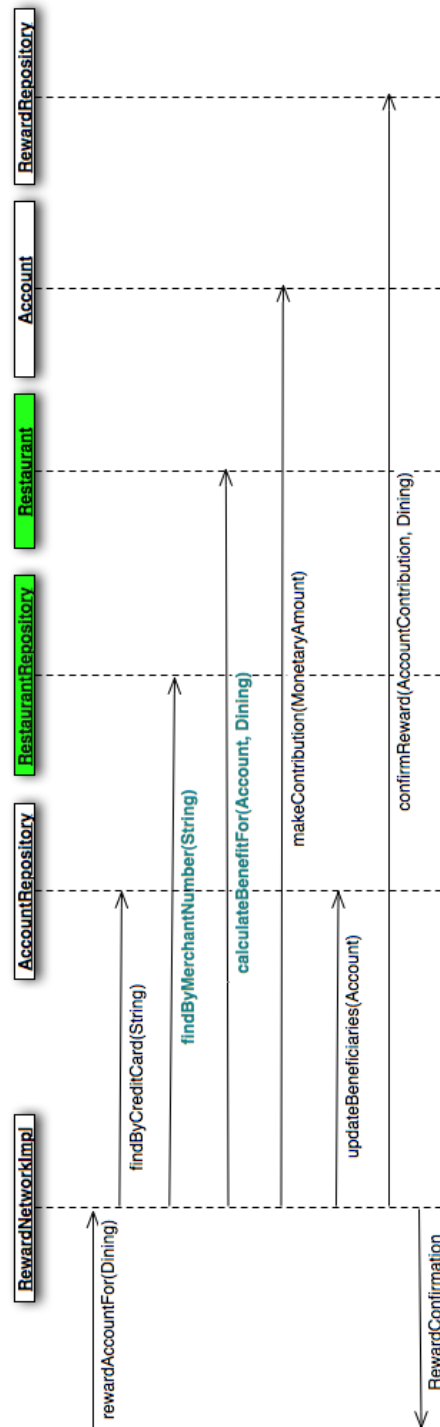 RewardNetworkImpl
AccountRepository
RestaurantRepository
Restaurant
Account
RewardRepository
rewardAccountFor(Dining)
findByCreditCard(String)
findByMerchantNumber(String)
calculateBenefitFor(Account, Dining)
makeContribution(MonetaryAmount)
updateBeneficiaries(Account)
confirmReward(AccountContribution, Dining)
RewardConfirmation